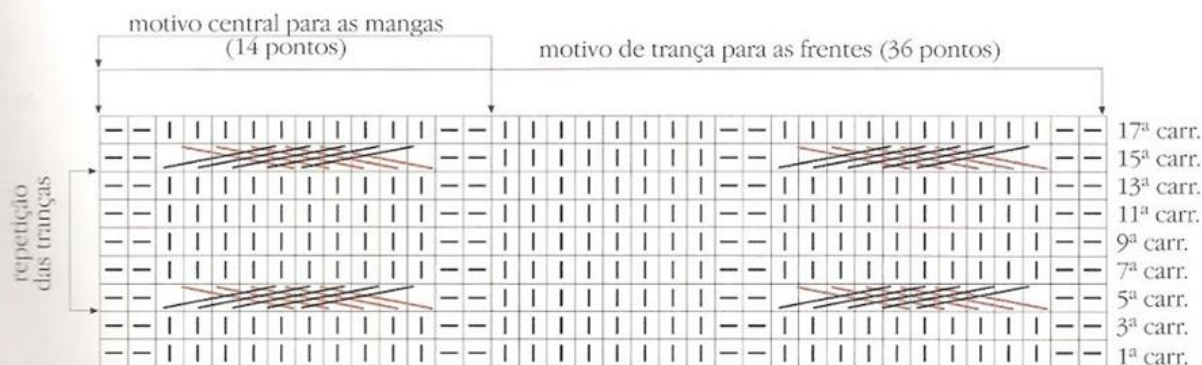 motivo central para as mangas
(14 pontos)
motivo de trança para as frentes (36 pontos)
17ª carr.
15ª carr.
13ª carr.
11ª carr.
9ª carr.
7ª carr.
5ª carr.
3ª carr.
1ª carr.
repetição
das tranças